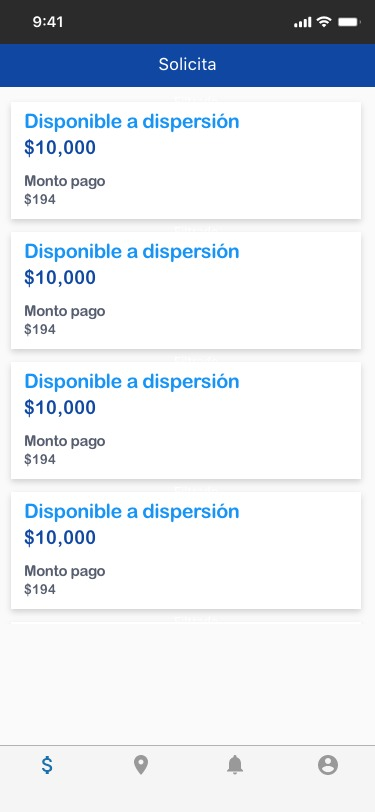 9:41
Solicita
Disponible a dispersión
$10,000
Monto pago
$194
Disponible a dispersión
$10,000
Monto pago
$194
Disponible a dispersión
$10,000
Monto pago
$194
Disponible a dispersión
$10,000
Monto pago
$194